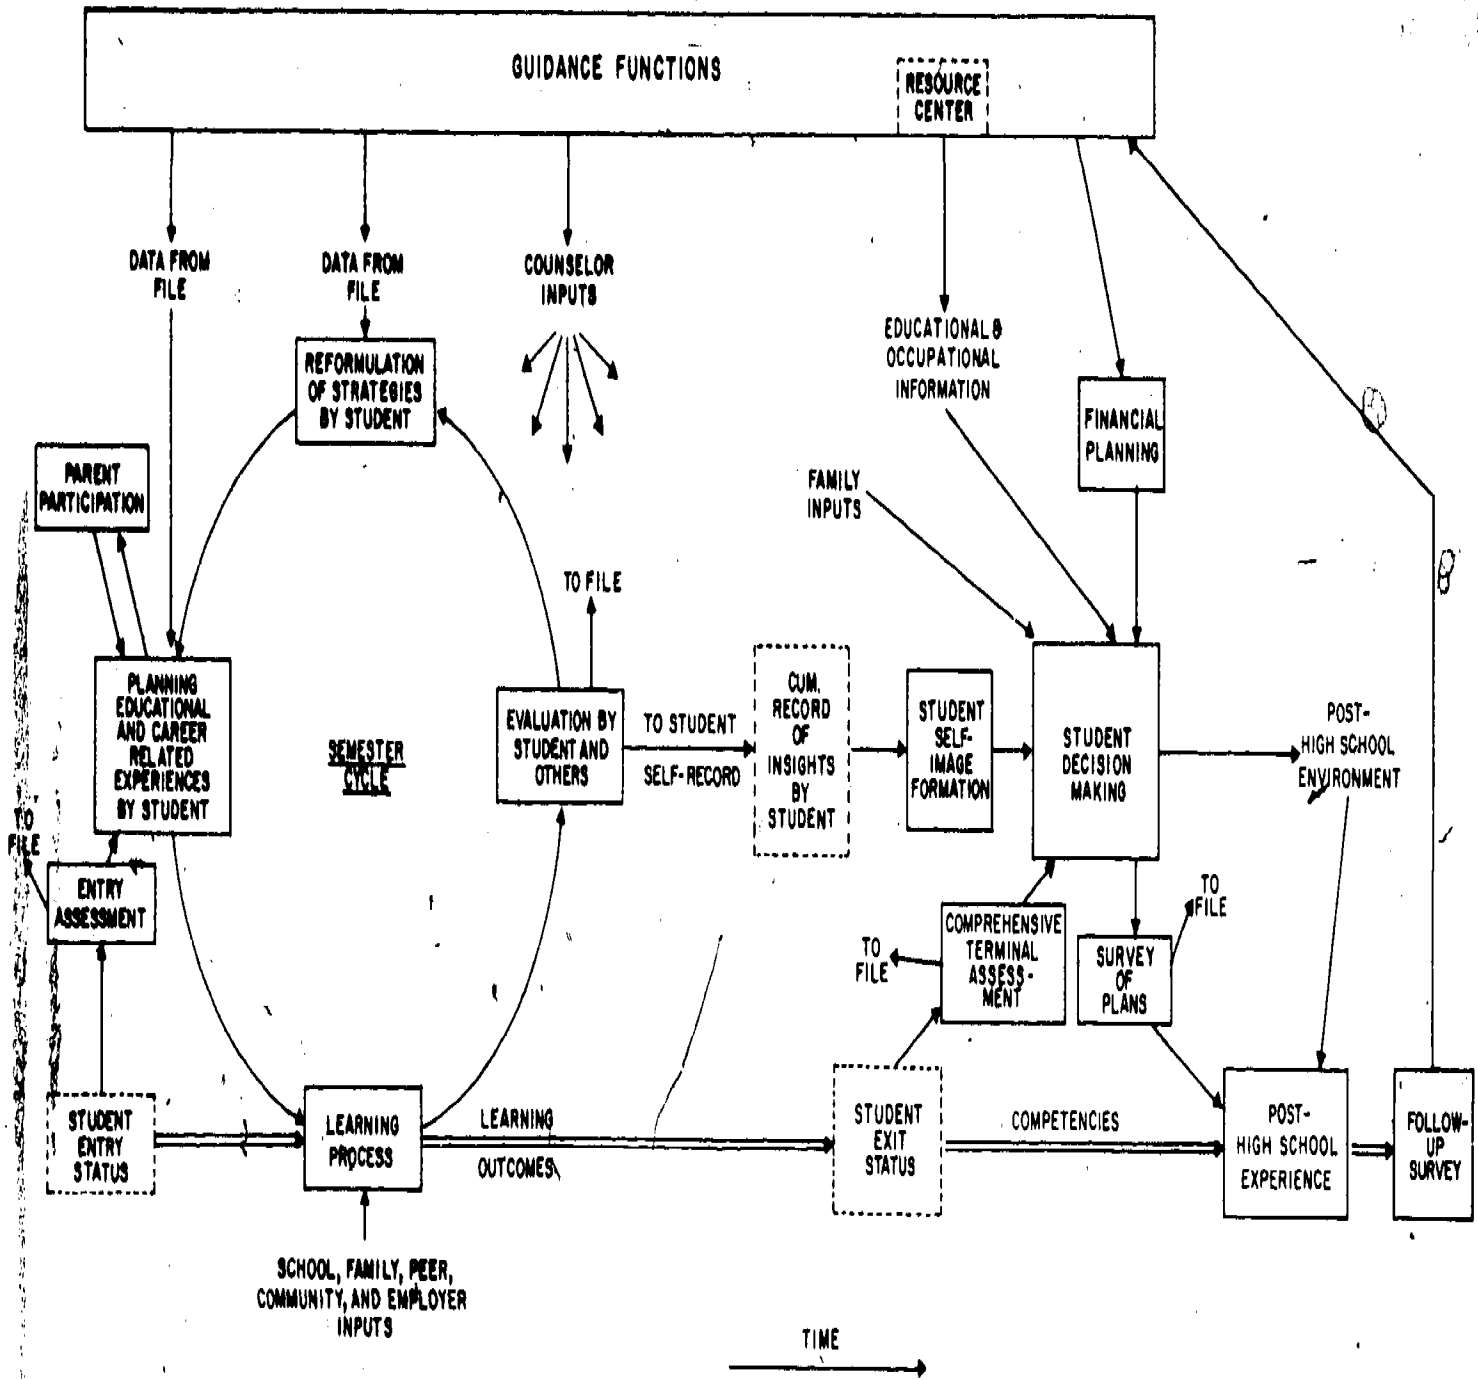 GUIDANCE FUNCTIONS
RESOURCE
CENTER
DATA FROM
FILE
DATA FROM
FILE
COUNSELOR
INPUTS
EDUCATIONAL &
OCCUPATIONAL
INFORMATION
REFORMULATION
OF STRATEGIES
BY STUDENT
FINANCIAL
PLANNING
PARENT
PARTICIPATION
FAMILY
INPUTS
TO FILE
PLANNING
EDUCATIONAL
AND CAREER
RELATED
EXPERIENCES
BY STUDENT
SEMESTER
CYCLE
EVALUATION BY
STUDENT AND
OTHERS
TO STUDENT
SELF-RECORD
CUM.
RECORD
OF
INSIGHTS
BY
STUDENT
STUDENT
SELF-
IMAGE
FORMATION
STUDENT
DECISION
MAKING
POST-
HIGH SCHOOL
ENVIRONMENT
TO
FILE
ENTRY
ASSESSMENT
TO
FILE
COMPREHENSIVE
TERMINAL
ASSESS-
MENT
SURVEY
OF
PLANS
TO
FILE
STUDENT
ENTRY
STATUS
LEARNING
PROCESS
LEARNING
OUTCOMES
STUDENT
EXIT
STATUS
COMPETENCIES
POST-
HIGH SCHOOL
EXPERIENCE
FOLLOW-
UP
SURVEY
SCHOOL, FAMILY, PEER,
COMMUNITY, AND EMPLOYER
INPUTS
TIME